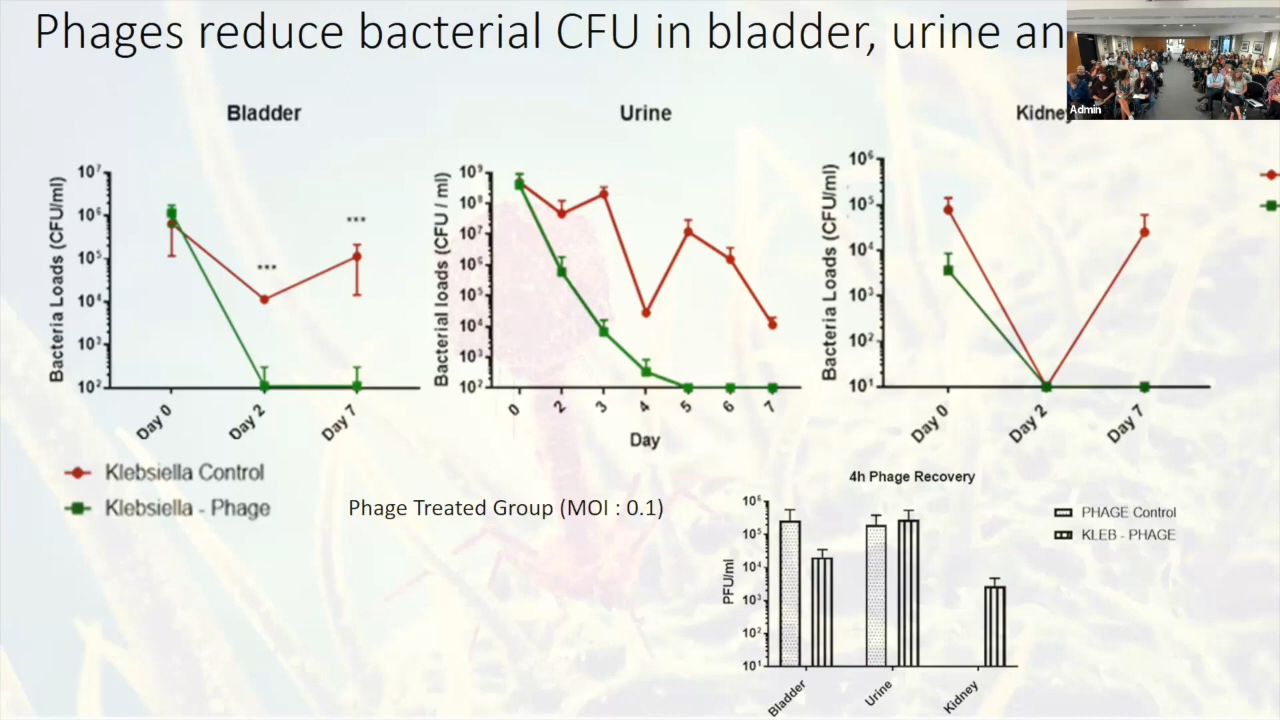 Phages reduce bacterial CFU in bladder, urine an
Admin
Bladder
Urine
Kidney
Bacteria Loads (CFU/ml)
10⁷
10⁶
10⁵
10⁴
10³
10²
***
***
Day 0
Day 2
Day 7
Bacterial loads (CFU / ml)
10⁹
10⁸
10⁷
10⁶
10⁵
10⁴
10³
10²
0
2
3
4
5
6
7
Day
Bacteria Loads (CFU/ml)
10⁶
10⁵
10⁴
10³
10²
10¹
Day 0
Day 2
Day 7
Klebsiella Control
Klebsiella - Phage
Phage Treated Group (MOI : 0.1)
4h Phage Recovery
PFU/ml
10⁶
10⁵
10⁴
10³
10²
10¹
Bladder
Urine
Kidney
PHAGE Control
KLEB - PHAGE